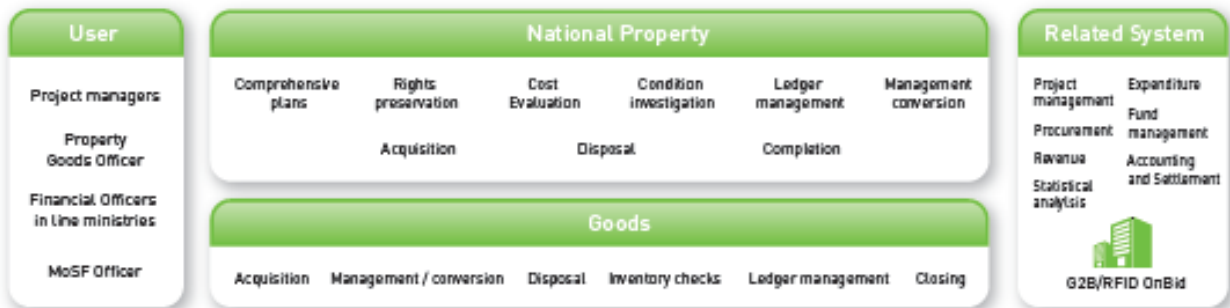 User
Project managers
Property
Goods Officer
Financial Officers
in line ministries
MoSF Officer
National Property
Comprehensive
plans
Rights
preservation
Cost
Evaluation
Condition
investigation
Ledger
management
Management
conversion
Acquisition
Disposal
Completion
Goods
Acquisition
Management / conversion
Disposal
Inventory checks
Ledger management
Closing
Related System
Project
management
Procurement
Revenue
Statistical
analylsis
Expenditure
Fund
management
Accounting
and Settlement
G2B/RFID OnBid